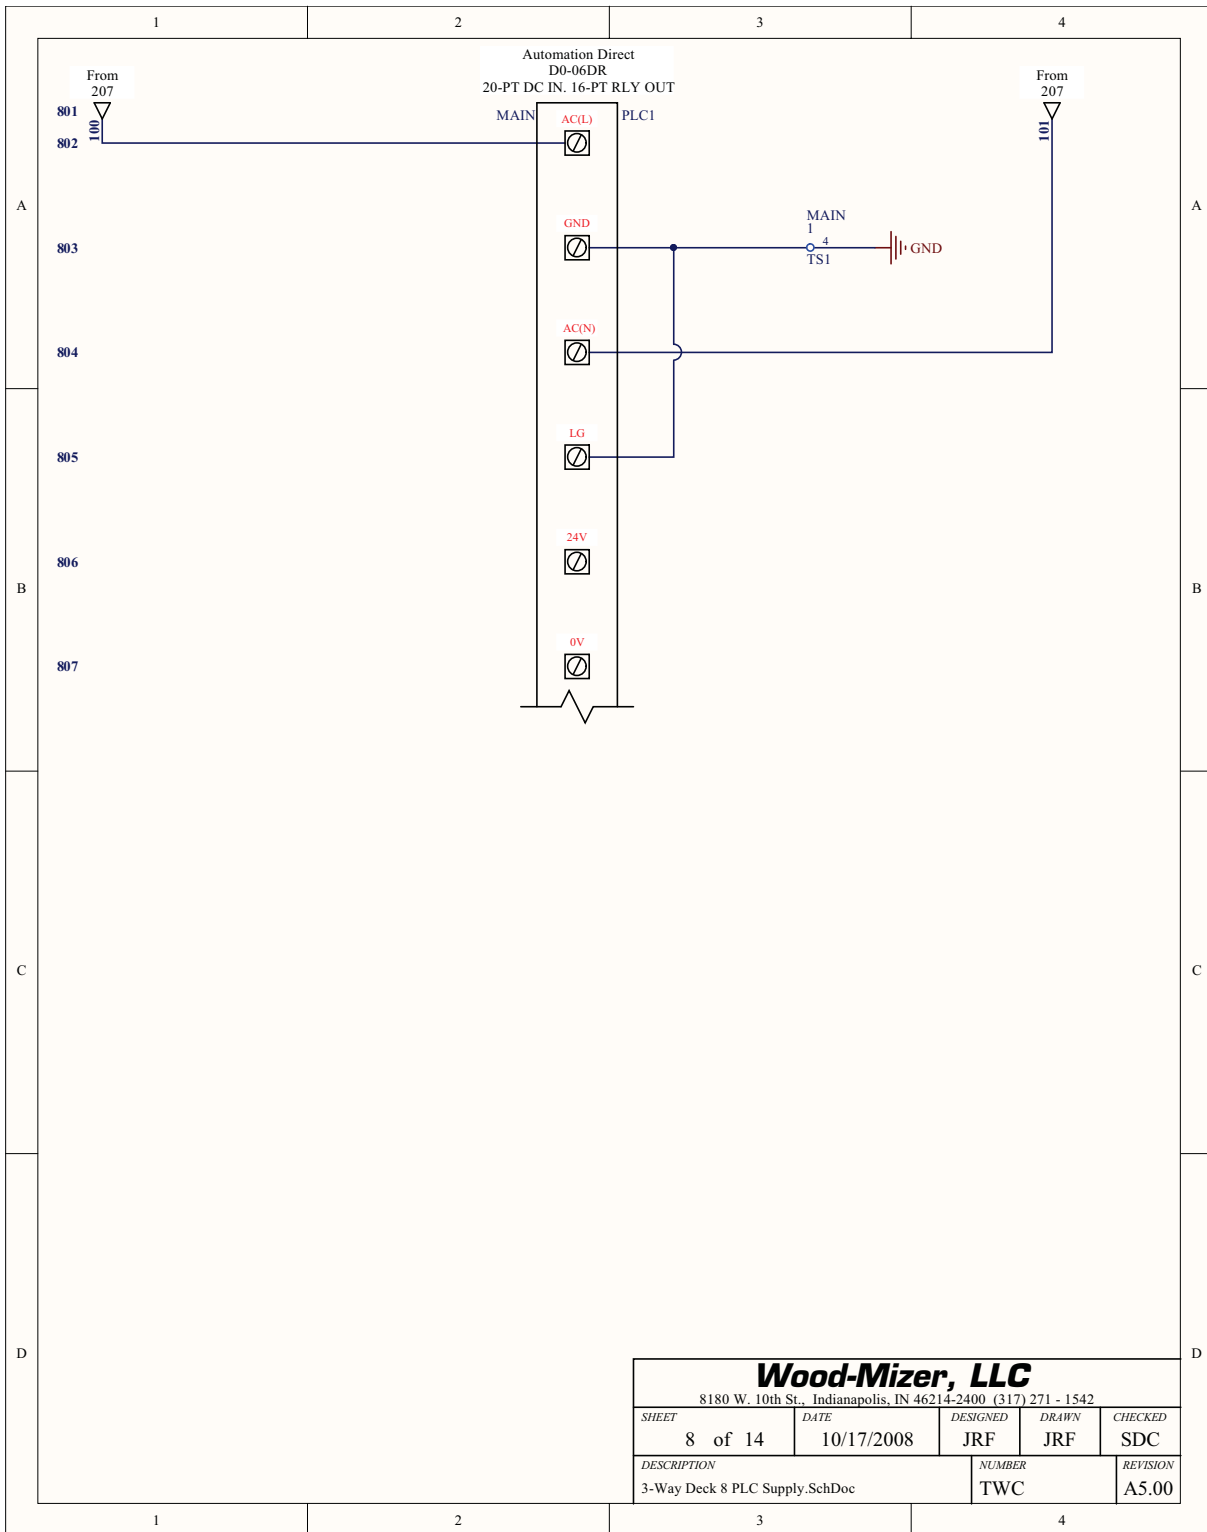 1 2 3 4
Automation Direct
D0-06DR
20-PT DC IN. 16-PT RLY OUT
From
207
From
207
801
100
MAIN
PLC1
AC(L)
101
802
A
A
GND
MAIN
1
4
TS1
GND
803
AC(N)
804
LG
805
24V
806
B
B
0V
807
C
C
D
D
Wood-Mizer, LLC
8180 W. 10th St., Indianapolis, IN 46214-2400 (317) 271 - 1542
SHEET DATE DESIGNED DRAWN CHECKED
8 of 14 10/17/2008 JRF JRF SDC
DESCRIPTION NUMBER REVISION
3-Way Deck 8 PLC Supply.SchDoc TWC A5.00
1 2 3 4